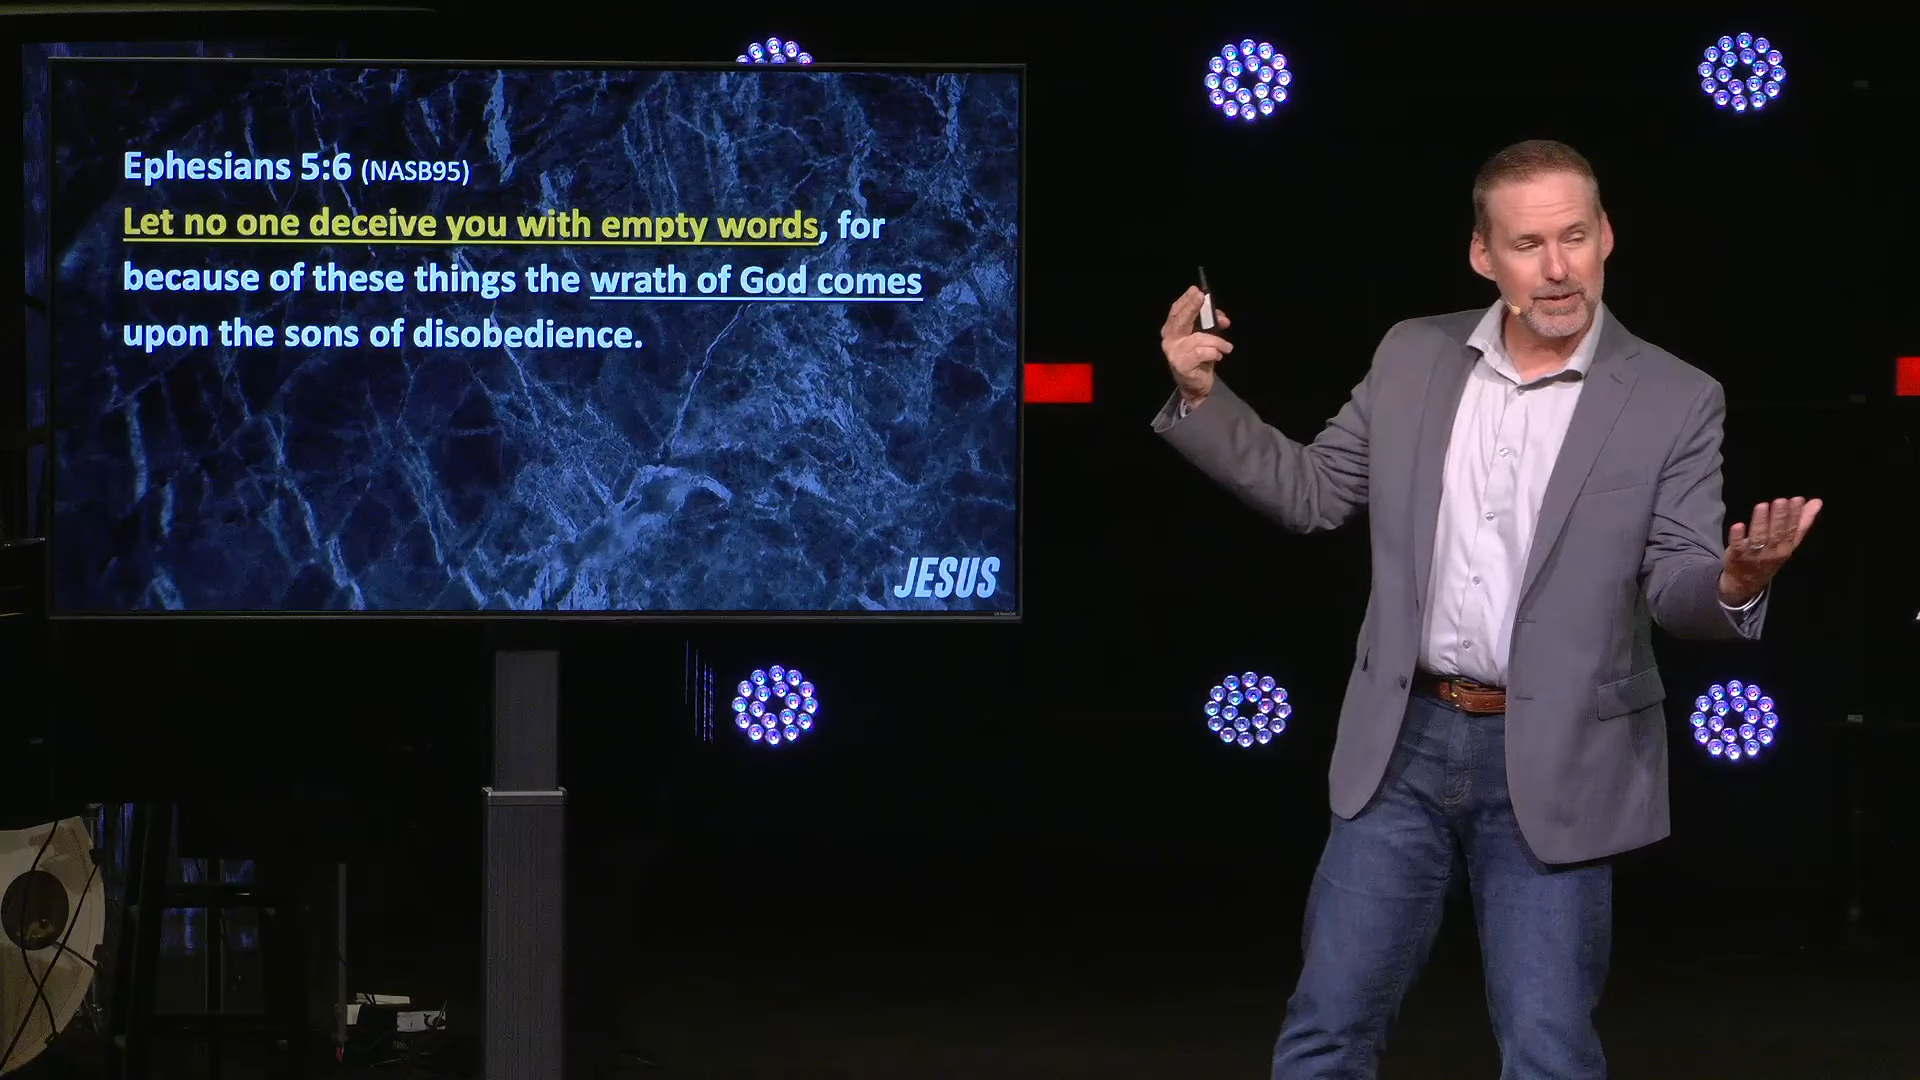 Ephesians 5:6 (NASB95)
Let no one deceive you with empty words, for
because of these things the wrath of God comes
upon the sons of disobedience.
JESUS